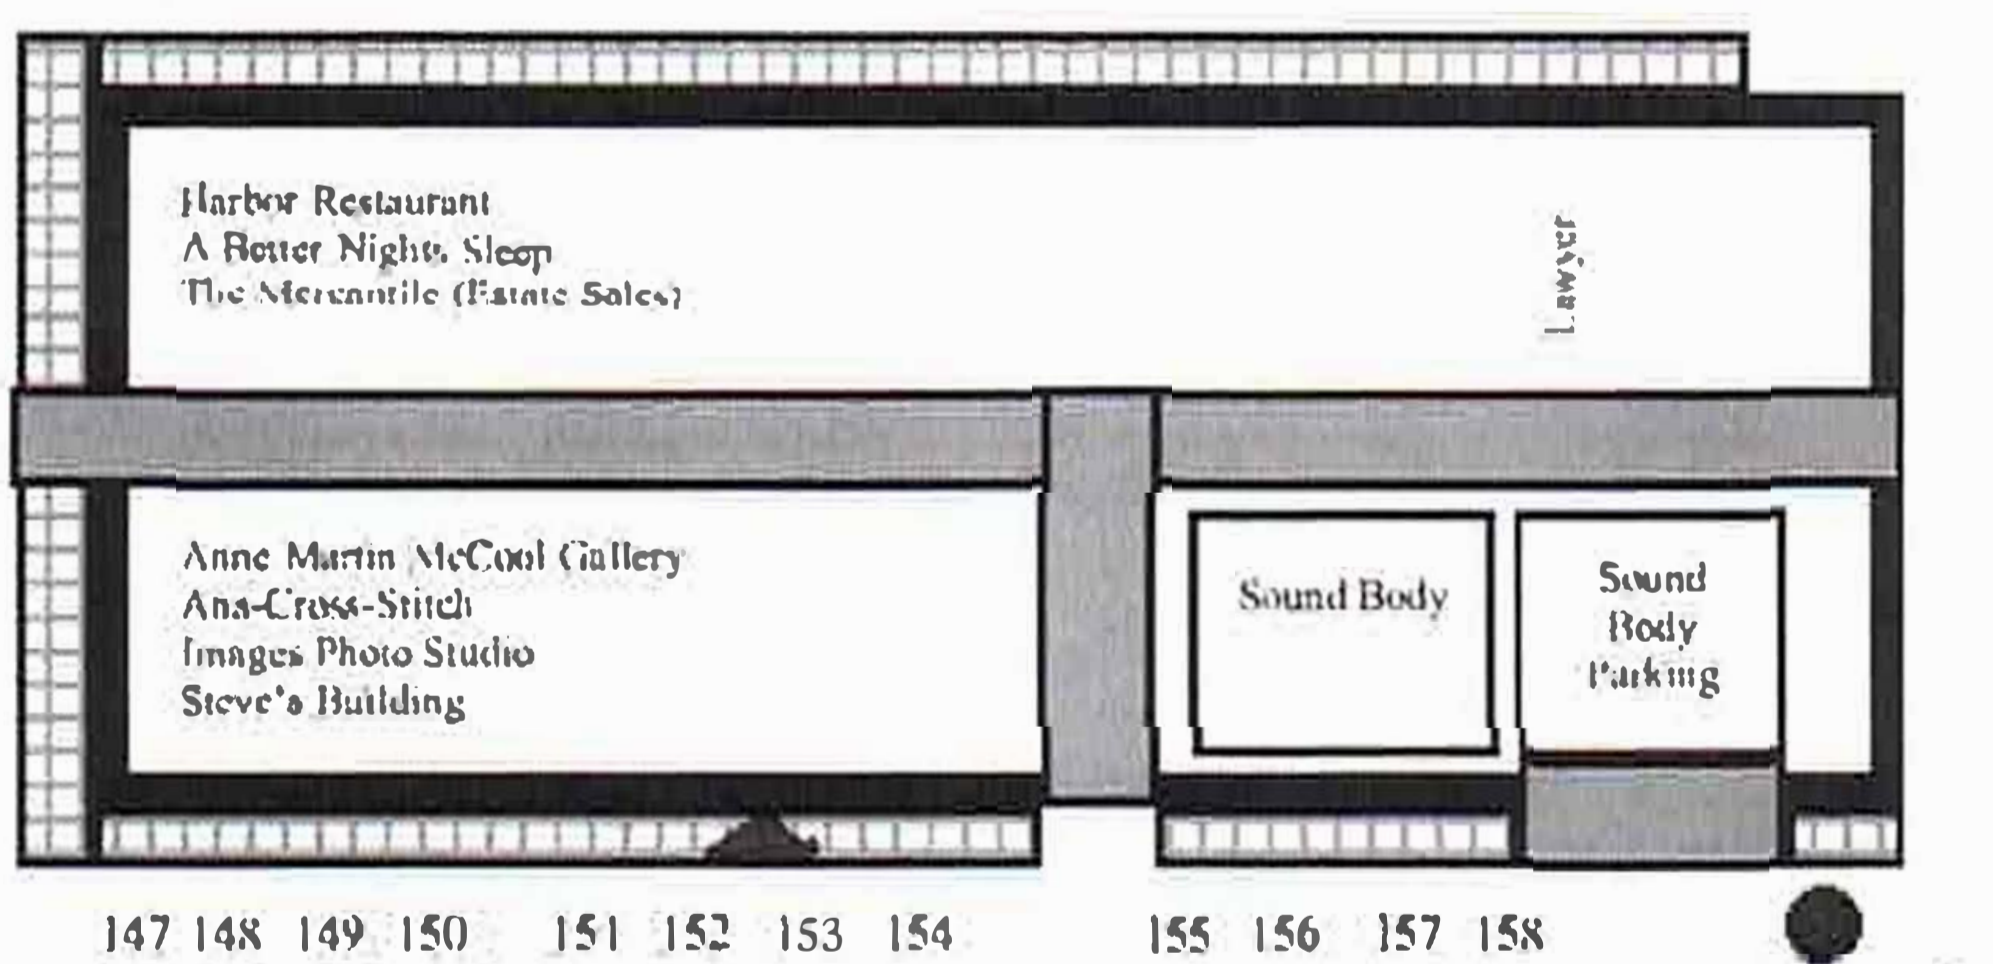 Harbor Restaurant
A Better Nights Sleep
The Mercantile (Estate Sales)
Lawyer
Anne Martin McCool Gallery
Ana-Cross-Stitch
Images Photo Studio
Steve's Building
Sound Body
Sound
Body
Parking
147 148 149 150 151 152 153 154 155 156 157 158